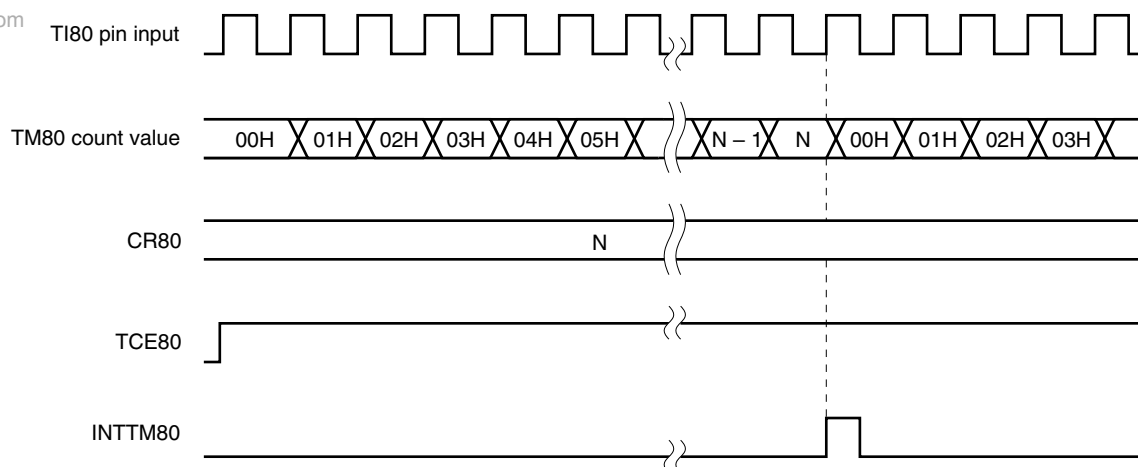 om
TI80 pin input
TM80 count value
00H 01H 02H 03H 04H 05H N – 1 N 00H 01H 02H 03H
CR80
N
TCE80
INTTM80